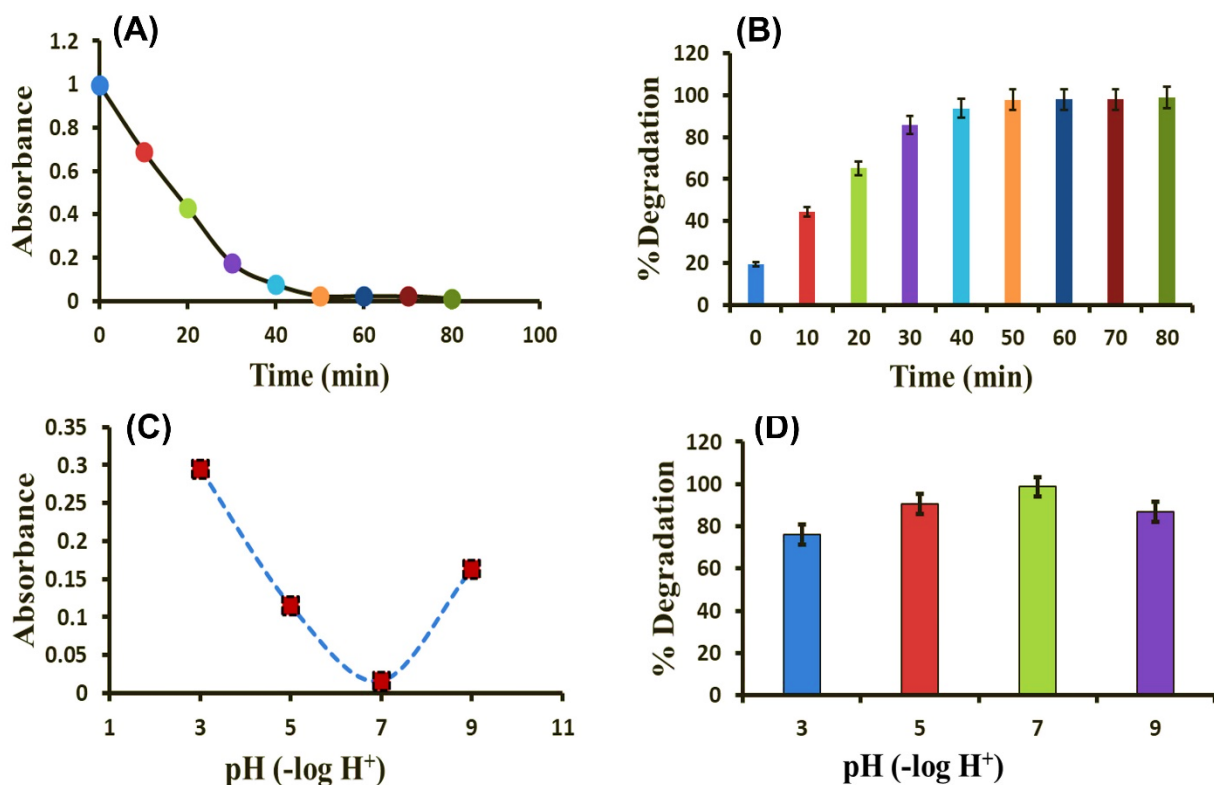 (A)
Absorbance
1.2
1
0.8
0.6
0.4
0.2
0
0 20 40 60 80 100
Time (min)
(B)
%Degradation
120
100
80
60
40
20
0
0 10 20 30 40 50 60 70 80
Time (min)
(C)
Absorbance
0.35
0.3
0.25
0.2
0.15
0.1
0.05
0
1 3 5 7 9 11
pH (-log H⁺)
(D)
% Degradation
120
100
80
60
40
20
0
3 5 7 9
pH (-log H⁺)